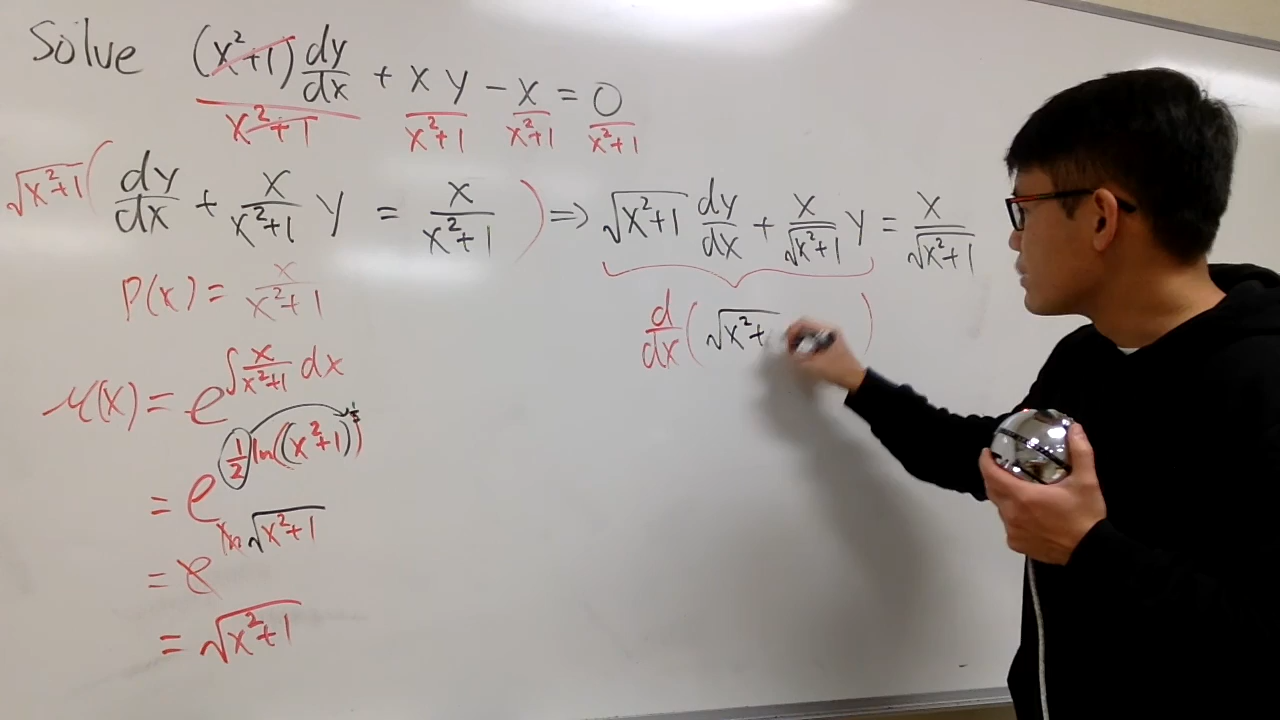 Solve (x²+1) dy/dx + x y − x = 0
x²+1 x²+1 x²+1 x²+1
√x²+1 ( dy/dx + x/x²+1 y = x/x²+1 ) ⇒ √x²+1 dy/dx + x/√x²+1 y = x/√x²+1
P(x) = x/x²+1
d/dx ( √x²+ )
μ(x) = e^∫ x/x²+1 dx
= e^1/2 ln((x²+1)^1/2)
= e^ln √x²+1
= √x²+1